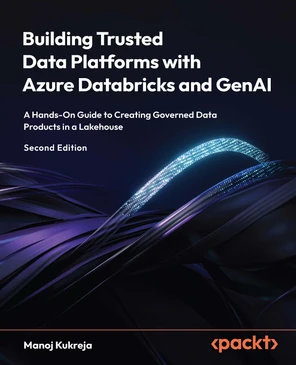 Building Trusted
Data Platforms with
Azure Databricks and GenAI
A Hands-On Guide to Creating Governed Data
Products in a Lakehouse
Second Edition
Manoj Kukreja
<packt>